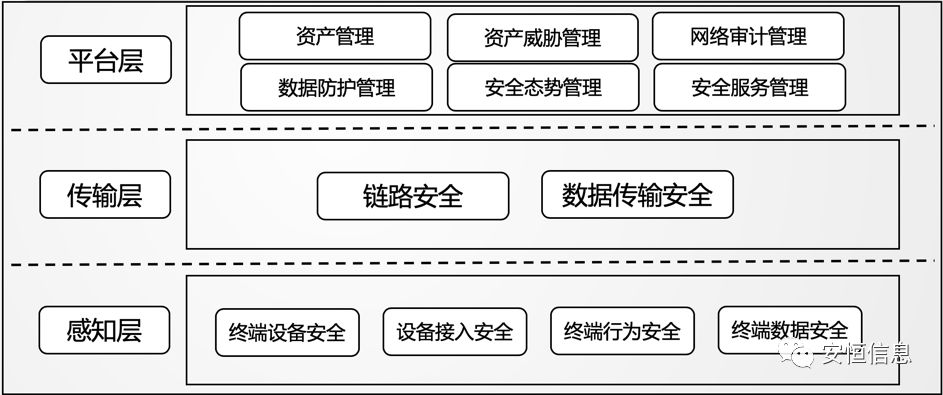 平台层
资产管理
资产威胁管理
网络审计管理
数据防护管理
安全态势管理
安全服务管理
传输层
链路安全
数据传输安全
感知层
终端设备安全
设备接入安全
终端行为安全
终端数据安全
安恒信息